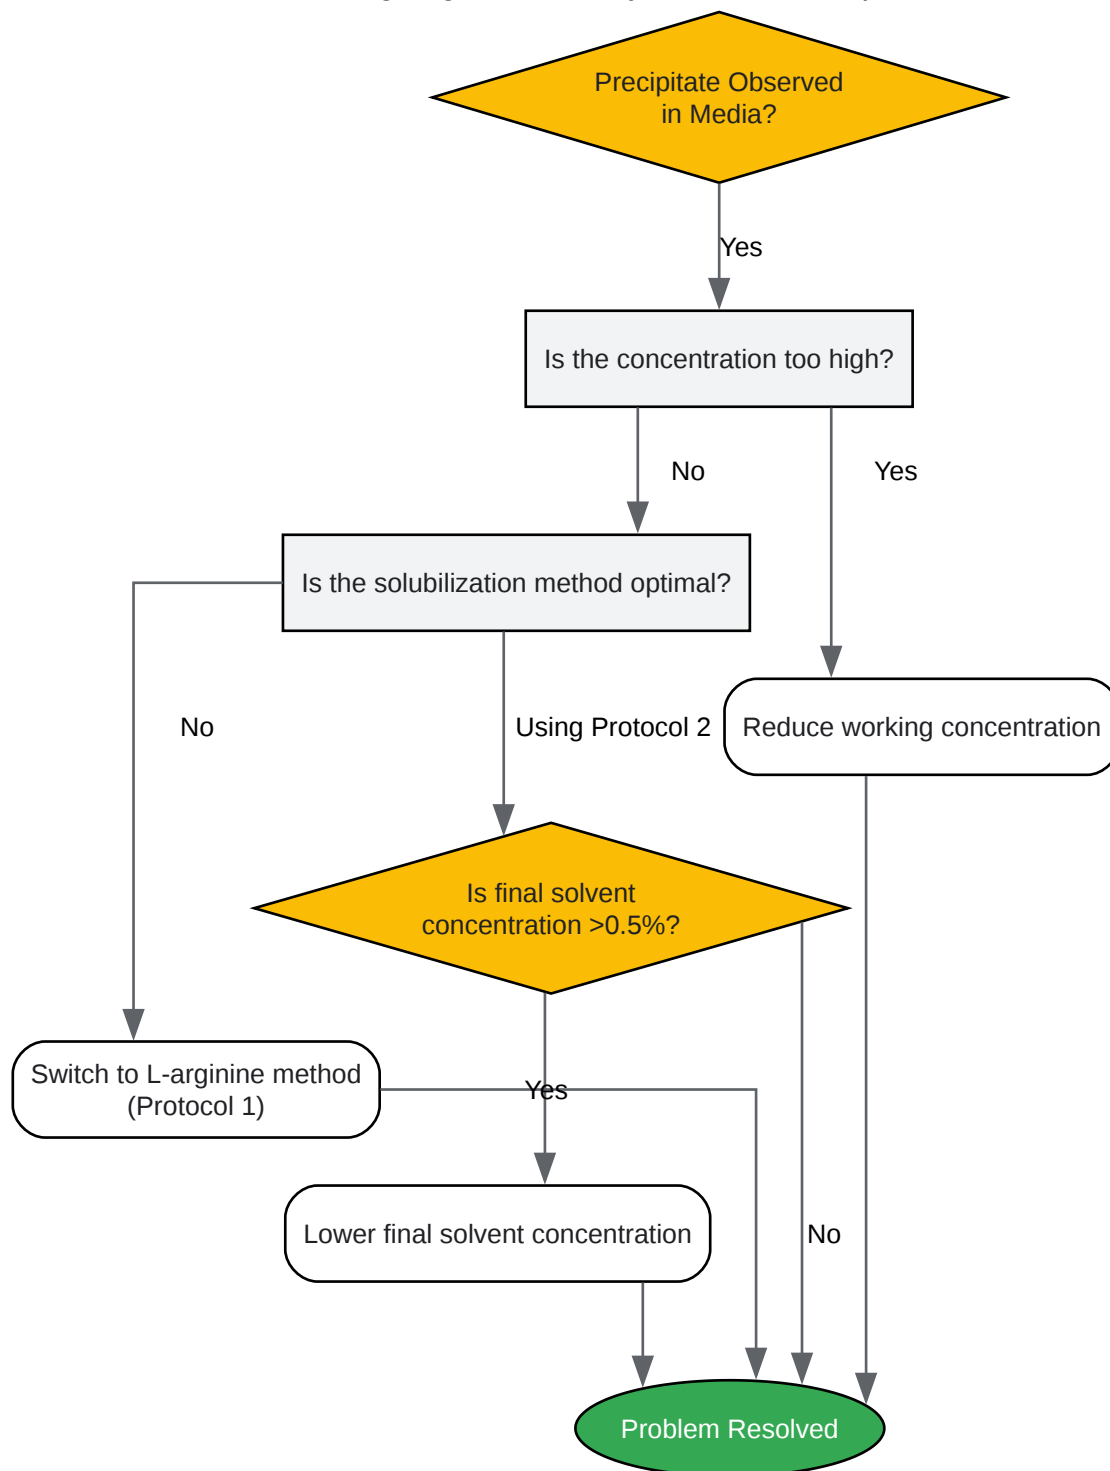 Precipitate Observed
in Media?
Yes
Is the concentration too high?
No
Yes
Is the solubilization method optimal?
No
Using Protocol 2
Reduce working concentration
Is final solvent
concentration >0.5%?
Switch to L-arginine method
(Protocol 1)
Yes
Lower final solvent concentration
No
Problem Resolved